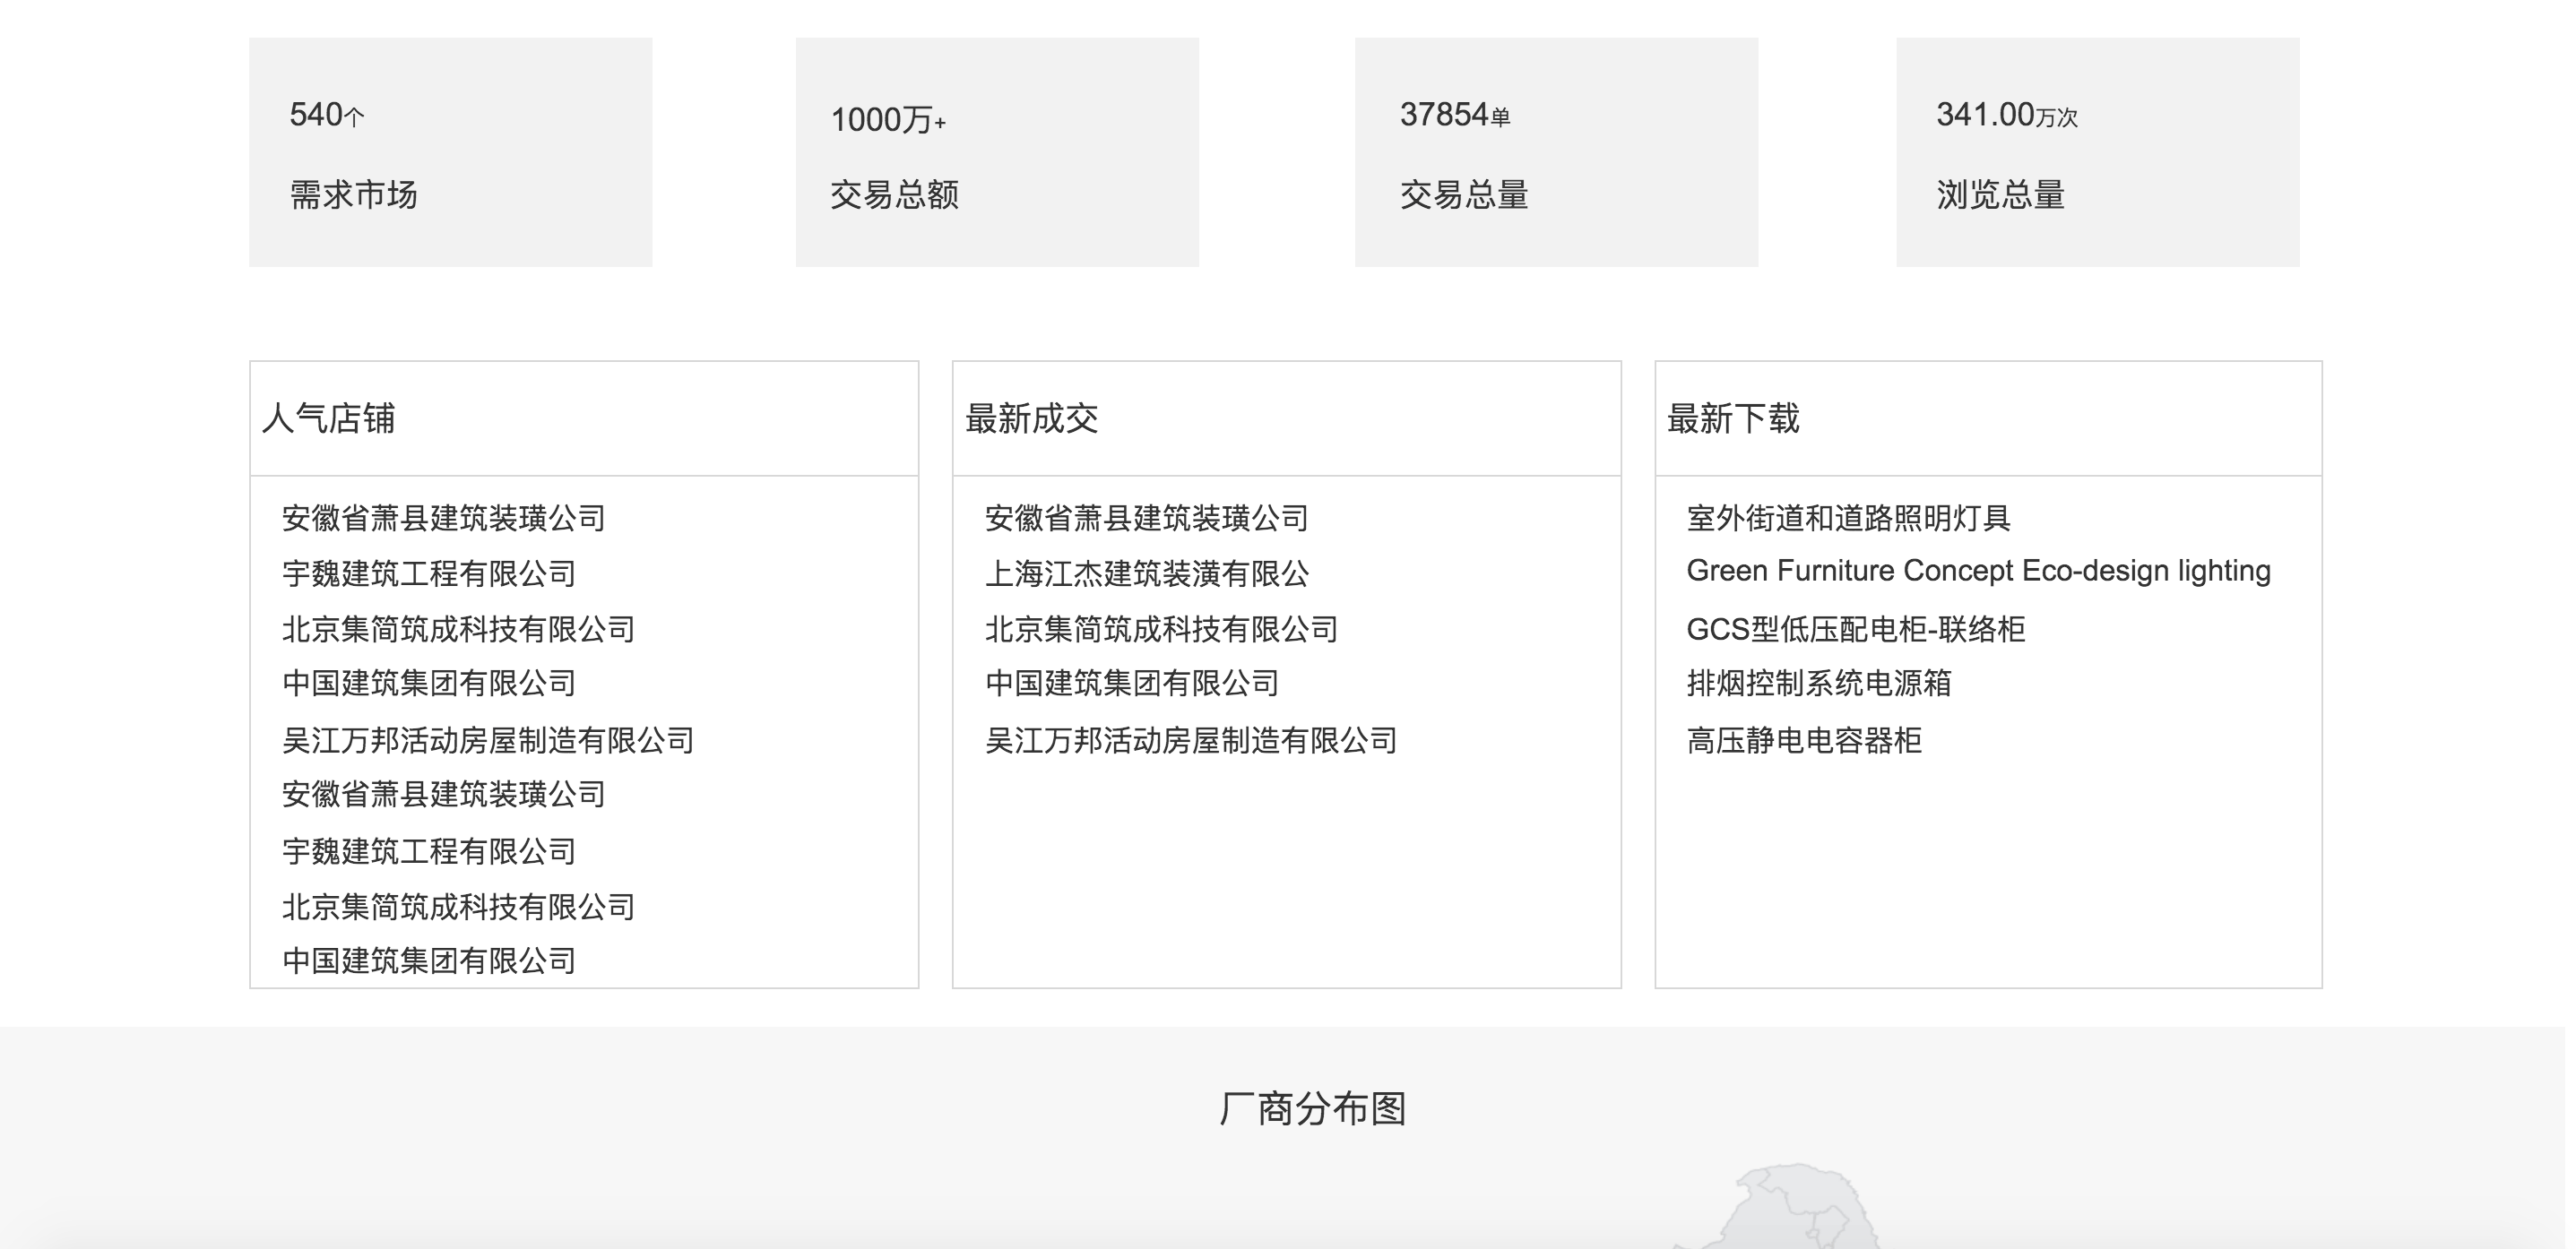 540个
需求市场
1000万+
交易总额
37854单
交易总量
341.00万次
浏览总量
人气店铺
安徽省萧县建筑装璜公司
宇魏建筑工程有限公司
北京集简筑成科技有限公司
中国建筑集团有限公司
吴江万邦活动房屋制造有限公司
安徽省萧县建筑装璜公司
宇魏建筑工程有限公司
北京集简筑成科技有限公司
中国建筑集团有限公司
最新成交
安徽省萧县建筑装璜公司
上海江杰建筑装潢有限公
北京集简筑成科技有限公司
中国建筑集团有限公司
吴江万邦活动房屋制造有限公司
最新下载
室外街道和道路照明灯具
Green Furniture Concept Eco-design lighting
GCS型低压配电柜-联络柜
排烟控制系统电源箱
高压静电电容器柜
厂商分布图